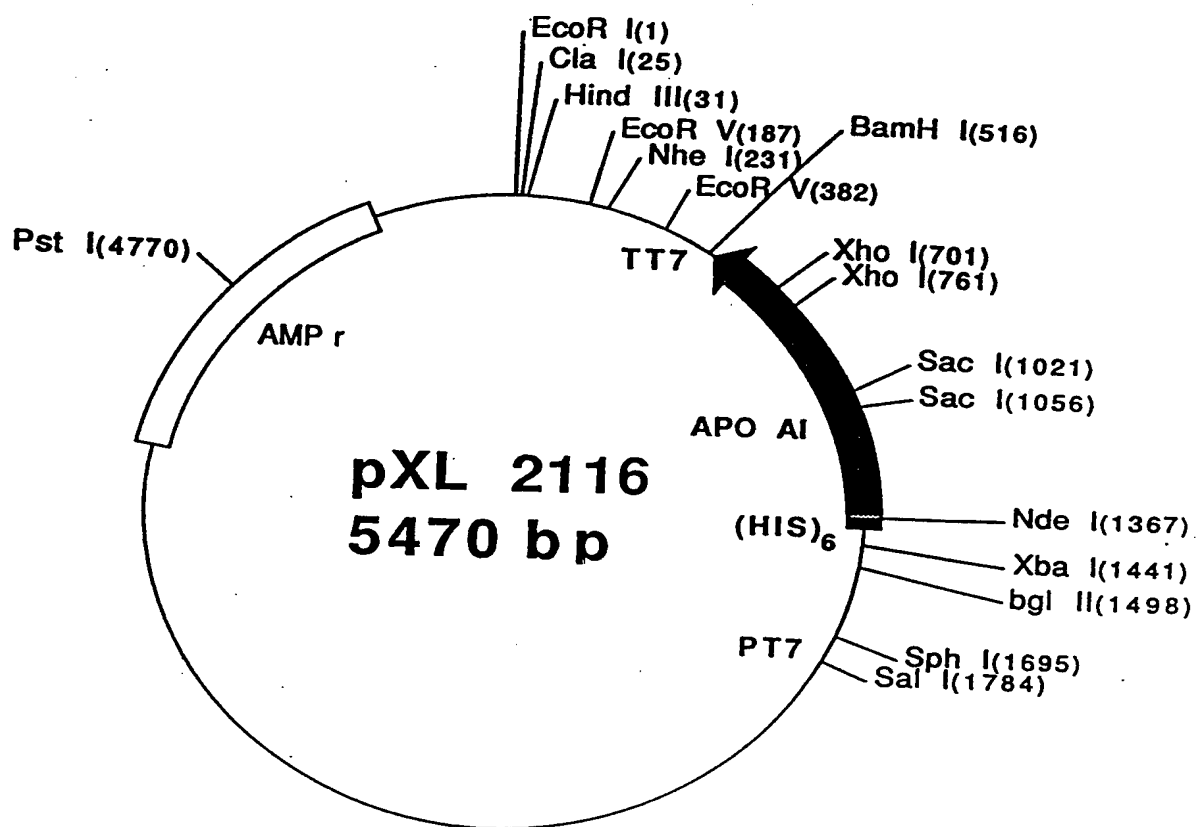 EcoR I(1)
Cla I(25)
Hind III(31)
EcoR V(187)
BamH I(516)
Nhe I(231)
EcoR V(382)
Pst I(4770)
TT7
Xho I(701)
Xho I(761)
AMP r
Sac I(1021)
Sac I(1056)
APO AI
pXL 2116
5470 bp
(HIS)6
Nde I(1367)
Xba I(1441)
bgl II(1498)
PT7
Sph I(1695)
Sal I(1784)